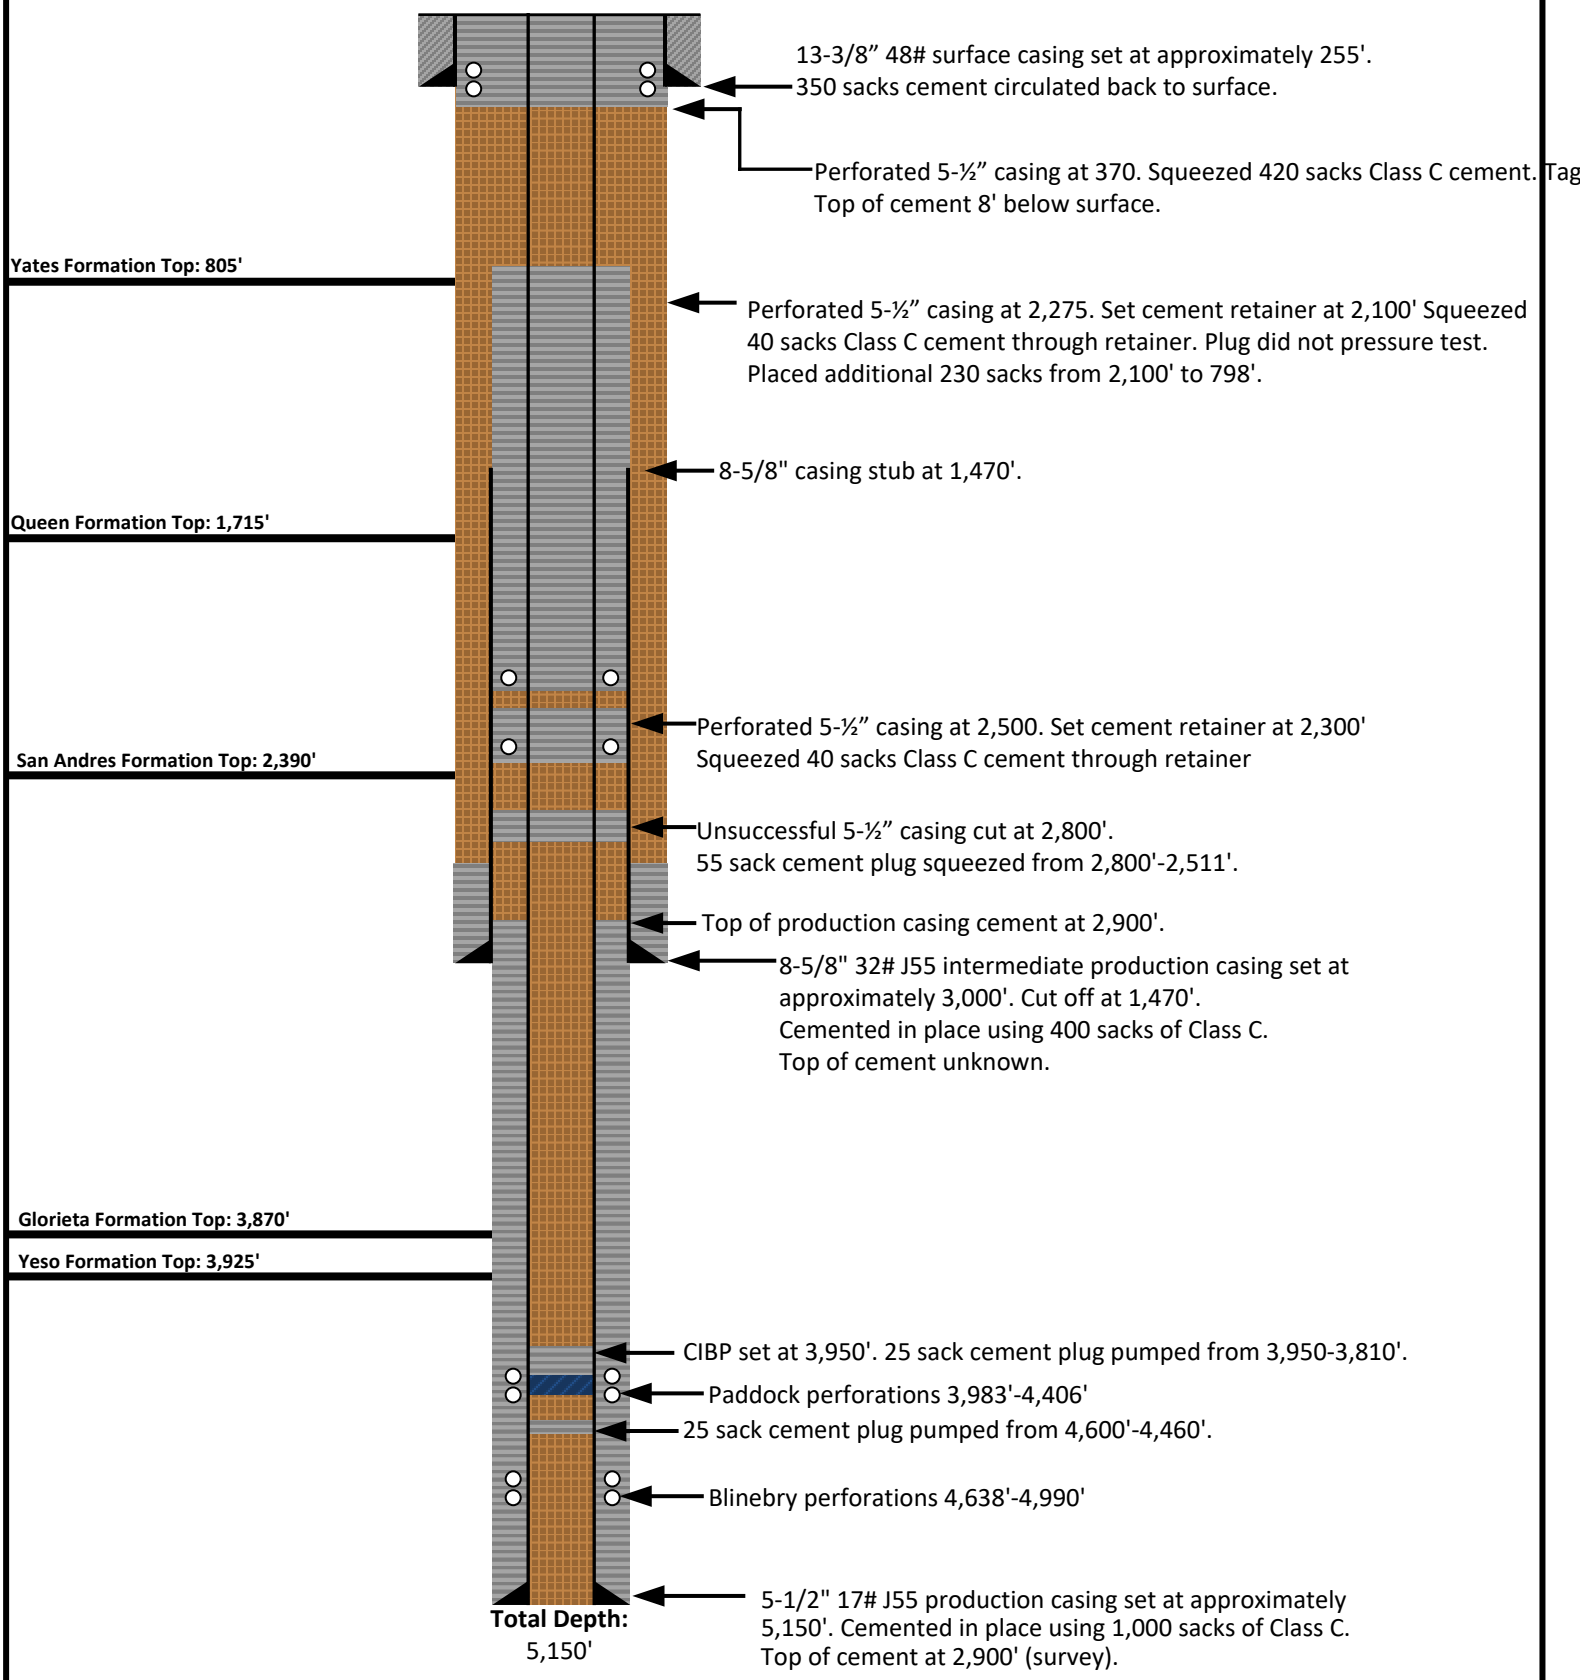 13-3/8” 48# surface casing set at approximately 255'.
350 sacks cement circulated back to surface.
Perforated 5-½” casing at 370. Squeezed 420 sacks Class C cement. Tag
Top of cement 8' below surface.
Yates Formation Top: 805'
Perforated 5-½” casing at 2,275. Set cement retainer at 2,100' Squeezed
40 sacks Class C cement through retainer. Plug did not pressure test.
Placed additional 230 sacks from 2,100' to 798'.
8-5/8" casing stub at 1,470'.
Queen Formation Top: 1,715'
Perforated 5-½” casing at 2,500. Set cement retainer at 2,300'
Squeezed 40 sacks Class C cement through retainer
San Andres Formation Top: 2,390'
Unsuccessful 5-½” casing cut at 2,800'.
55 sack cement plug squeezed from 2,800'-2,511'.
Top of production casing cement at 2,900'.
8-5/8" 32# J55 intermediate production casing set at
approximately 3,000'. Cut off at 1,470'.
Cemented in place using 400 sacks of Class C.
Top of cement unknown.
Glorieta Formation Top: 3,870'
Yeso Formation Top: 3,925'
CIBP set at 3,950'. 25 sack cement plug pumped from 3,950-3,810'.
Paddock perforations 3,983'-4,406'
25 sack cement plug pumped from 4,600'-4,460'.
Blinebry perforations 4,638'-4,990'
5-1/2" 17# J55 production casing set at approximately
5,150'. Cemented in place using 1,000 sacks of Class C.
Top of cement at 2,900' (survey).
Total Depth:
5,150'